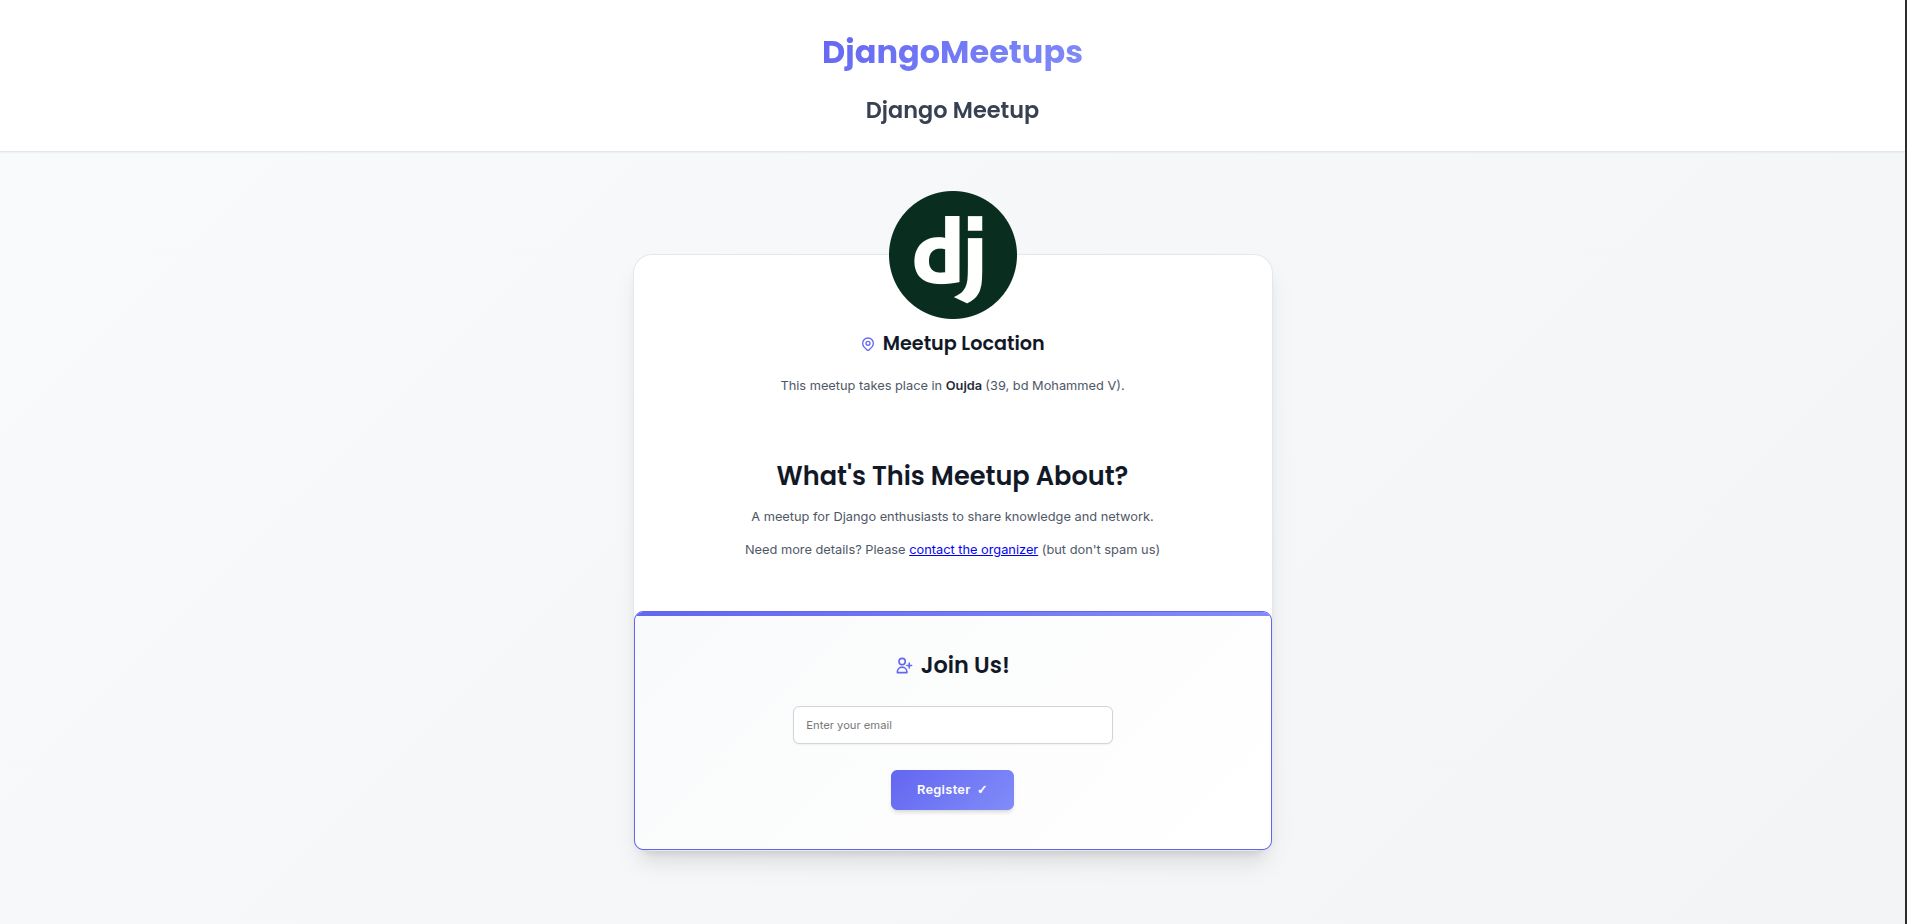 DjangoMeetups
Django Meetup
dj
Meetup Location
This meetup takes place in Oujda (39, bd Mohammed V).
What's This Meetup About?
A meetup for Django enthusiasts to share knowledge and network.
Need more details? Please contact the organizer (but don't spam us)
Join Us!
Enter your email
Register ✓